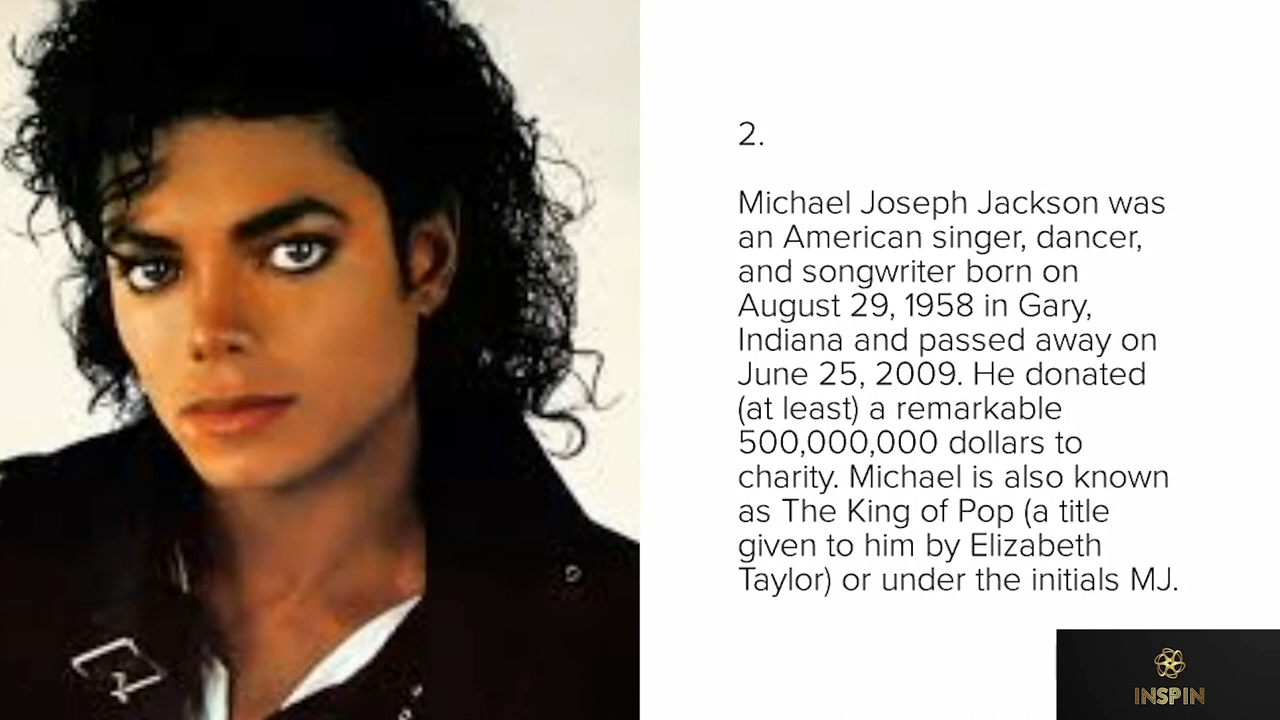 2.
Michael Joseph Jackson was
an American singer, dancer,
and songwriter born on
August 29, 1958 in Gary,
Indiana and passed away on
June 25, 2009. He donated
(at least) a remarkable
500,000,000 dollars to
charity. Michael is also known
as The King of Pop (a title
given to him by Elizabeth
Taylor) or under the initials MJ.
INSPIN